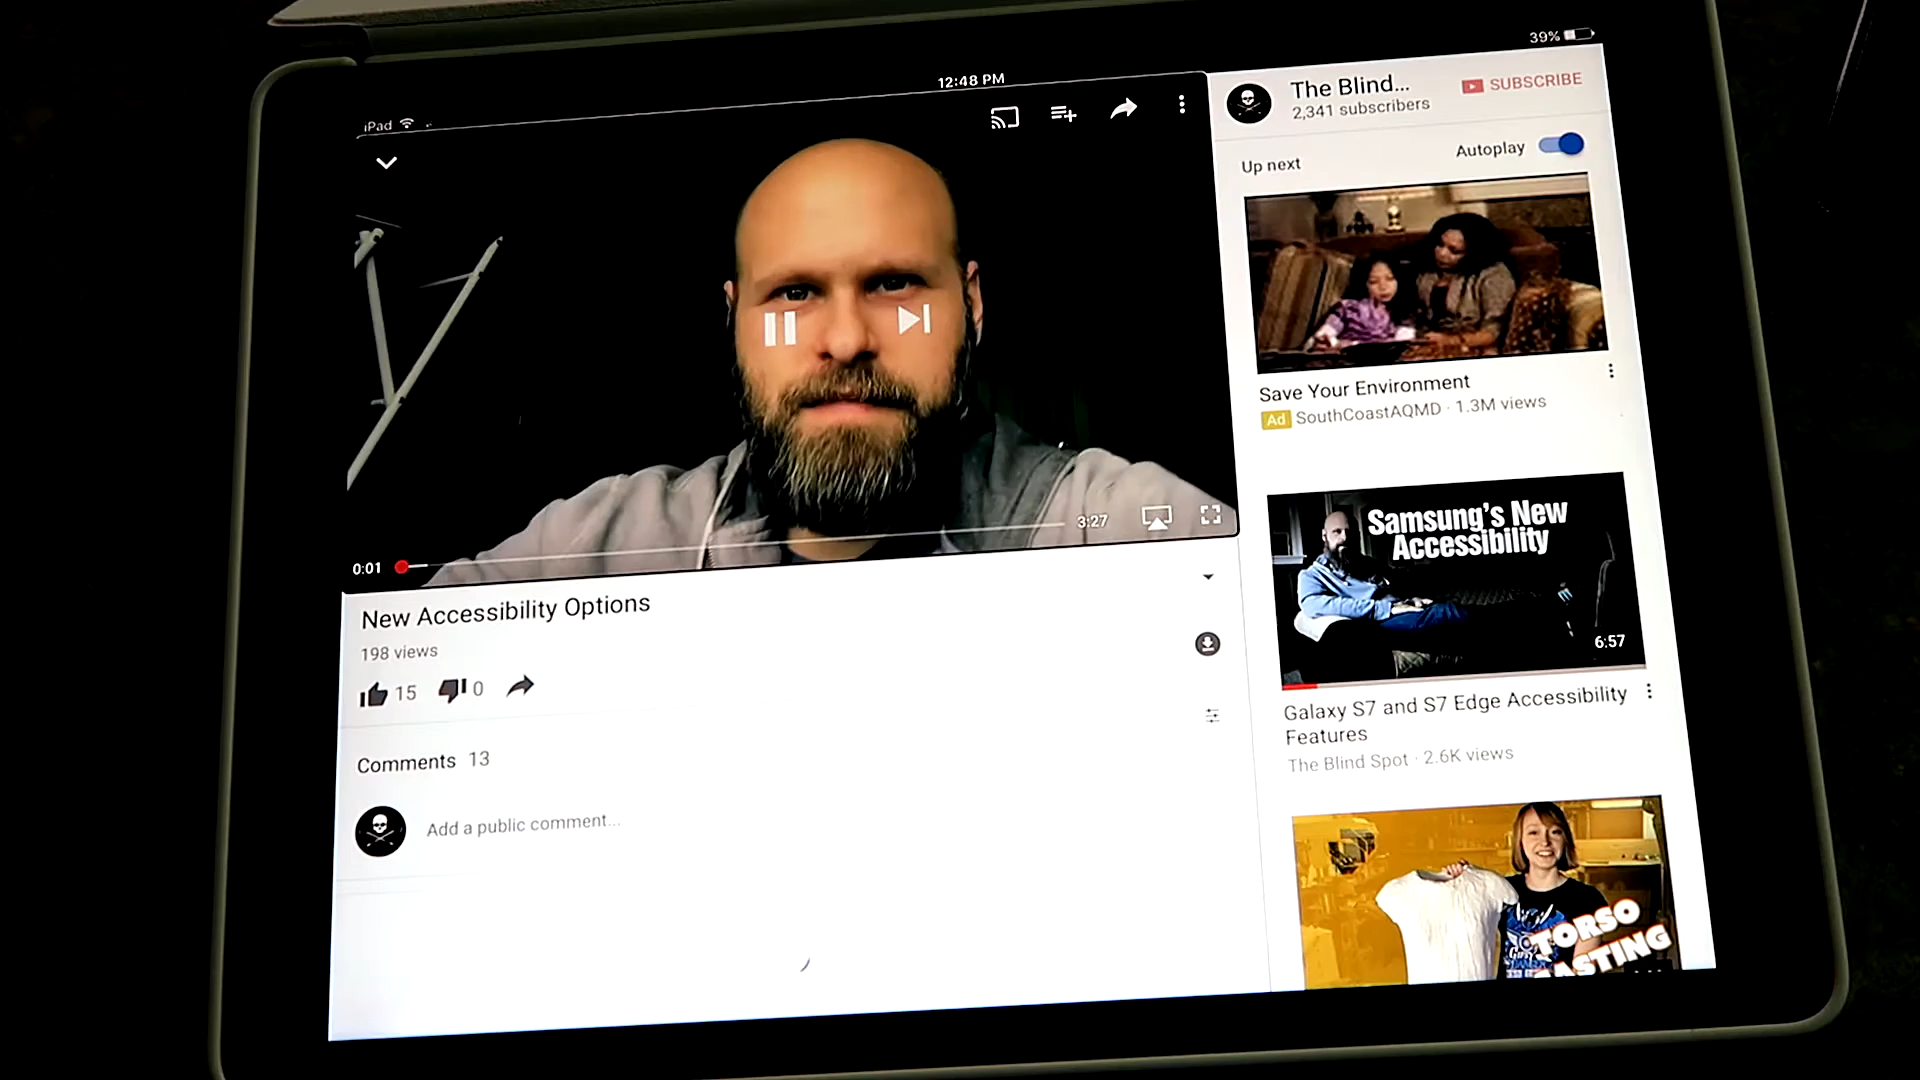 iPad
12:48 PM
39%
0:01
3:27
New Accessibility Options
198 views
15
0
Comments 13
Add a public comment...
The Blind...
2,341 subscribers
SUBSCRIBE
Up next
Autoplay
Save Your Environment
Ad SouthCoastAQMD · 1.3M views
Samsung's New
Accessibility
6:57
Galaxy S7 and S7 Edge Accessibility
Features
The Blind Spot · 2.6K views
TORSO
CASTING